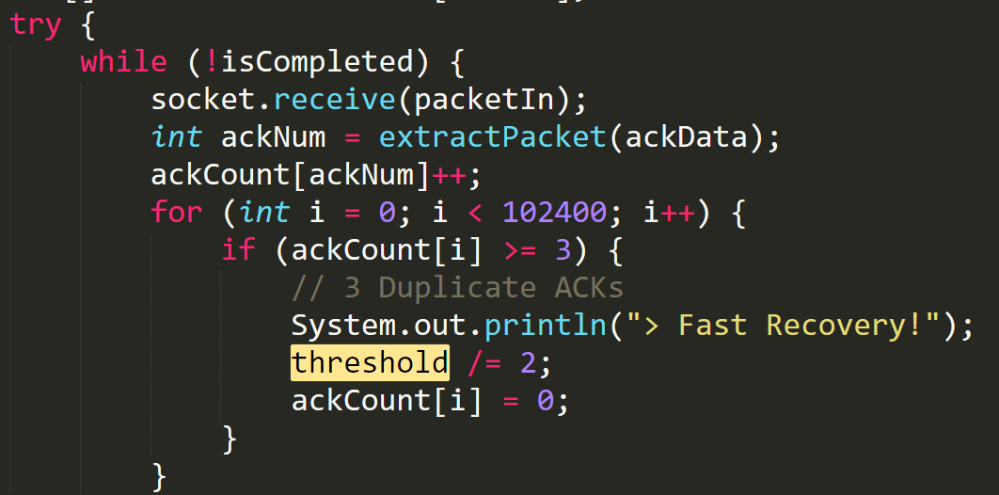 try {
while (!isCompleted) {
socket.receive(packetIn);
int ackNum = extractPacket(ackData);
ackCount[ackNum]++;
for (int i = 0; i < 102400; i++) {
if (ackCount[i] >= 3) {
// 3 Duplicate ACKs
System.out.println("> Fast Recovery!");
threshold /= 2;
ackCount[i] = 0;
}
}